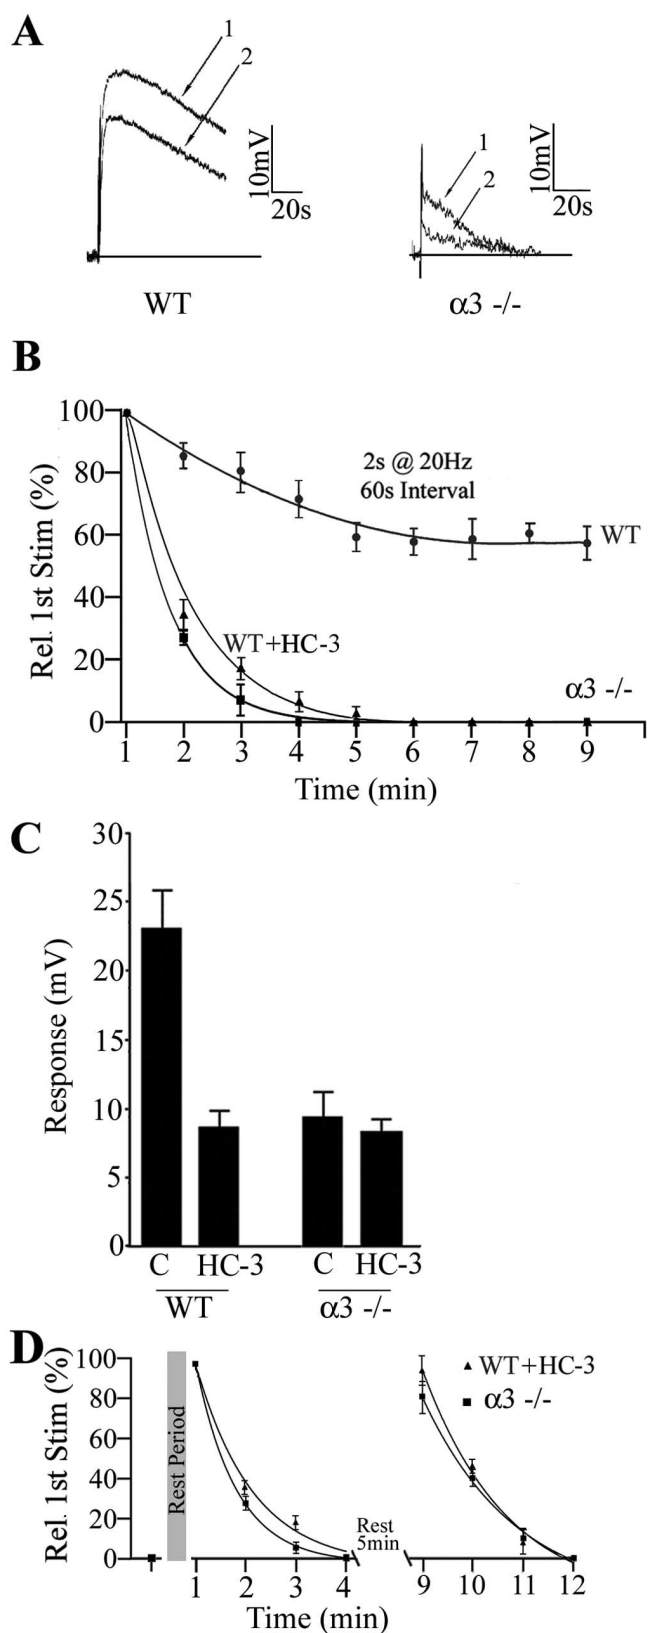 A
1
2
10mV
20s
WT
1
2
10mV
20s
α3 -/-
B
Rel. 1st Stim (%)
100
80
60
40
20
0
2s @ 20Hz
60s Interval
WT
WT+HC-3
α3 -/-
1 2 3 4 5 6 7 8 9
Time (min)
C
Response (mV)
30
25
20
15
10
5
0
C HC-3 C HC-3
WT α3 -/-
D
Rel. 1st Stim (%)
100
80
60
40
20
0
Rest Period
Rest
5min
WT+HC-3
α3 -/-
1 2 3 4 9 10 11 12
Time (min)